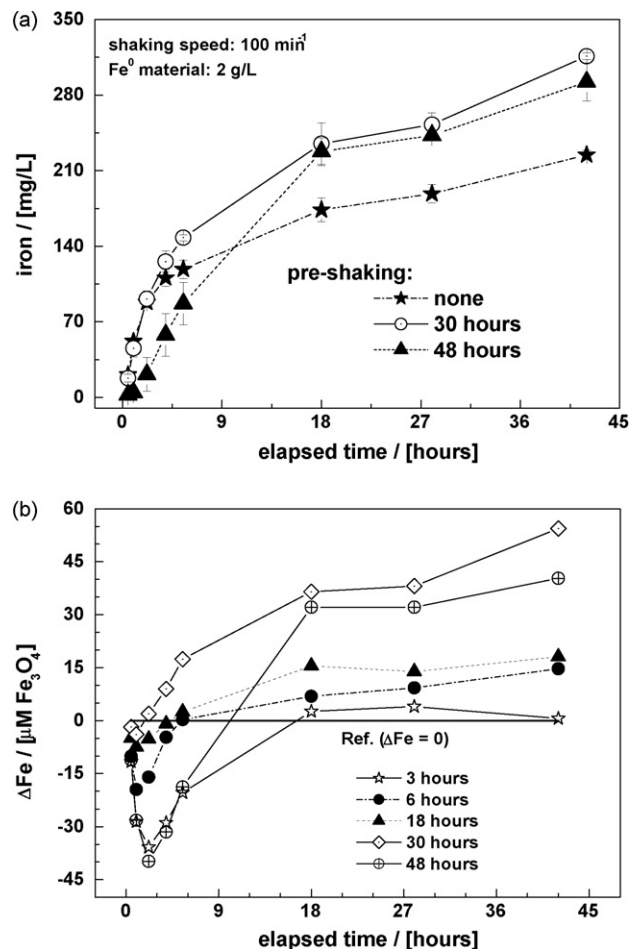 (a)
350
280
210
140
70
0
iron / [mg/L]
shaking speed: 100 min⁻¹
Fe⁰ material: 2 g/L
pre-shaking:
none
30 hours
48 hours
0 9 18 27 36 45
elapsed time / [hours]
(b)
60
45
30
15
0
-15
-30
-45
ΔFe / [μM Fe₃O₄]
Ref. (ΔFe = 0)
3 hours
6 hours
18 hours
30 hours
48 hours
0 9 18 27 36 45
elapsed time / [hours]